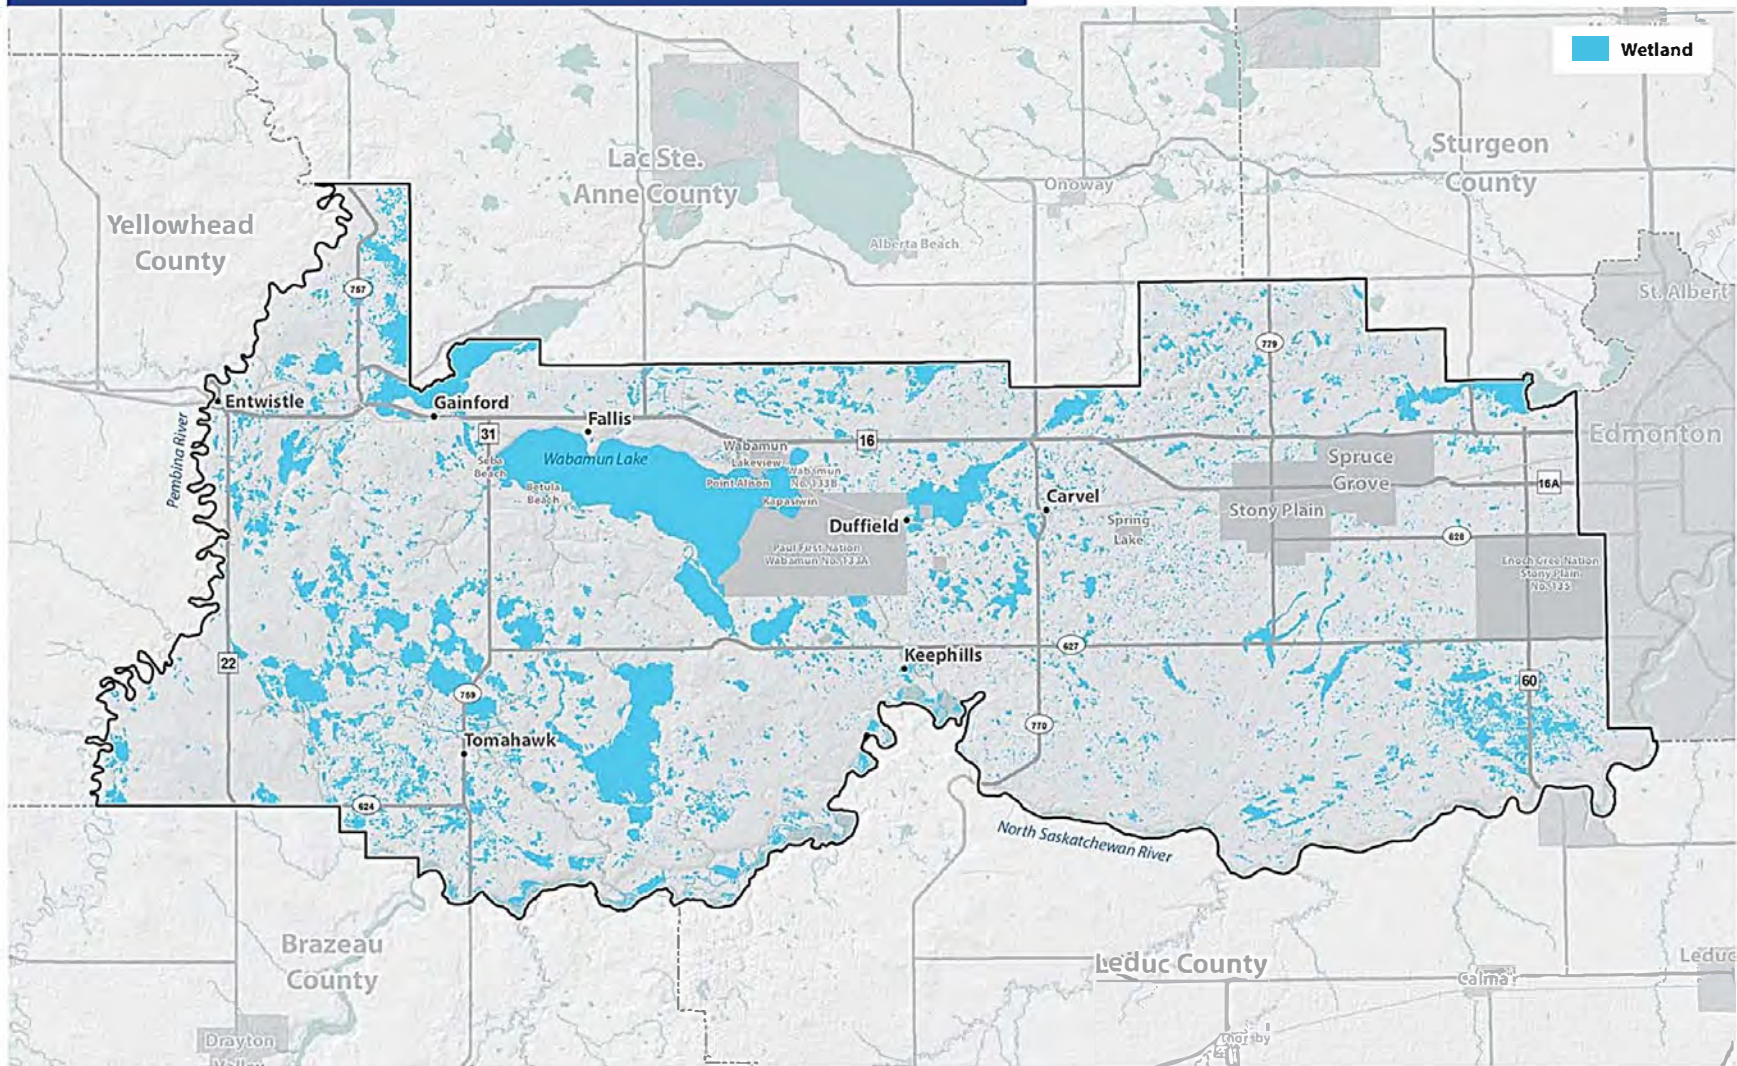 Wetland
Sturgeon
County
Lac Ste.
Anne County
Onoway
Yellowhead
County
Alberta Beach
757
St. Albert
779
Entwistle
Gainford
Fallis
Edmonton
31
16
Wabamun
Lakeview
Wabamun Lake
Seba
Beach
Wabamun
No. 133B
Point Alison
Kapasiwin
Betula
Beach
Pembina River
Spruce
Grove
16A
Carvel
Stony Plain
Duffield
Spring
Lake
628
Paul First Nation
Wabamun No. 133A
Enoch Cree Nation
Stony Plain
No. 135
627
Keephills
22
60
759
770
Tomahawk
624
North Saskatchewan River
Brazeau
County
Leduc County
Leduc
Calmar
Drayton
Valley
Thorsby